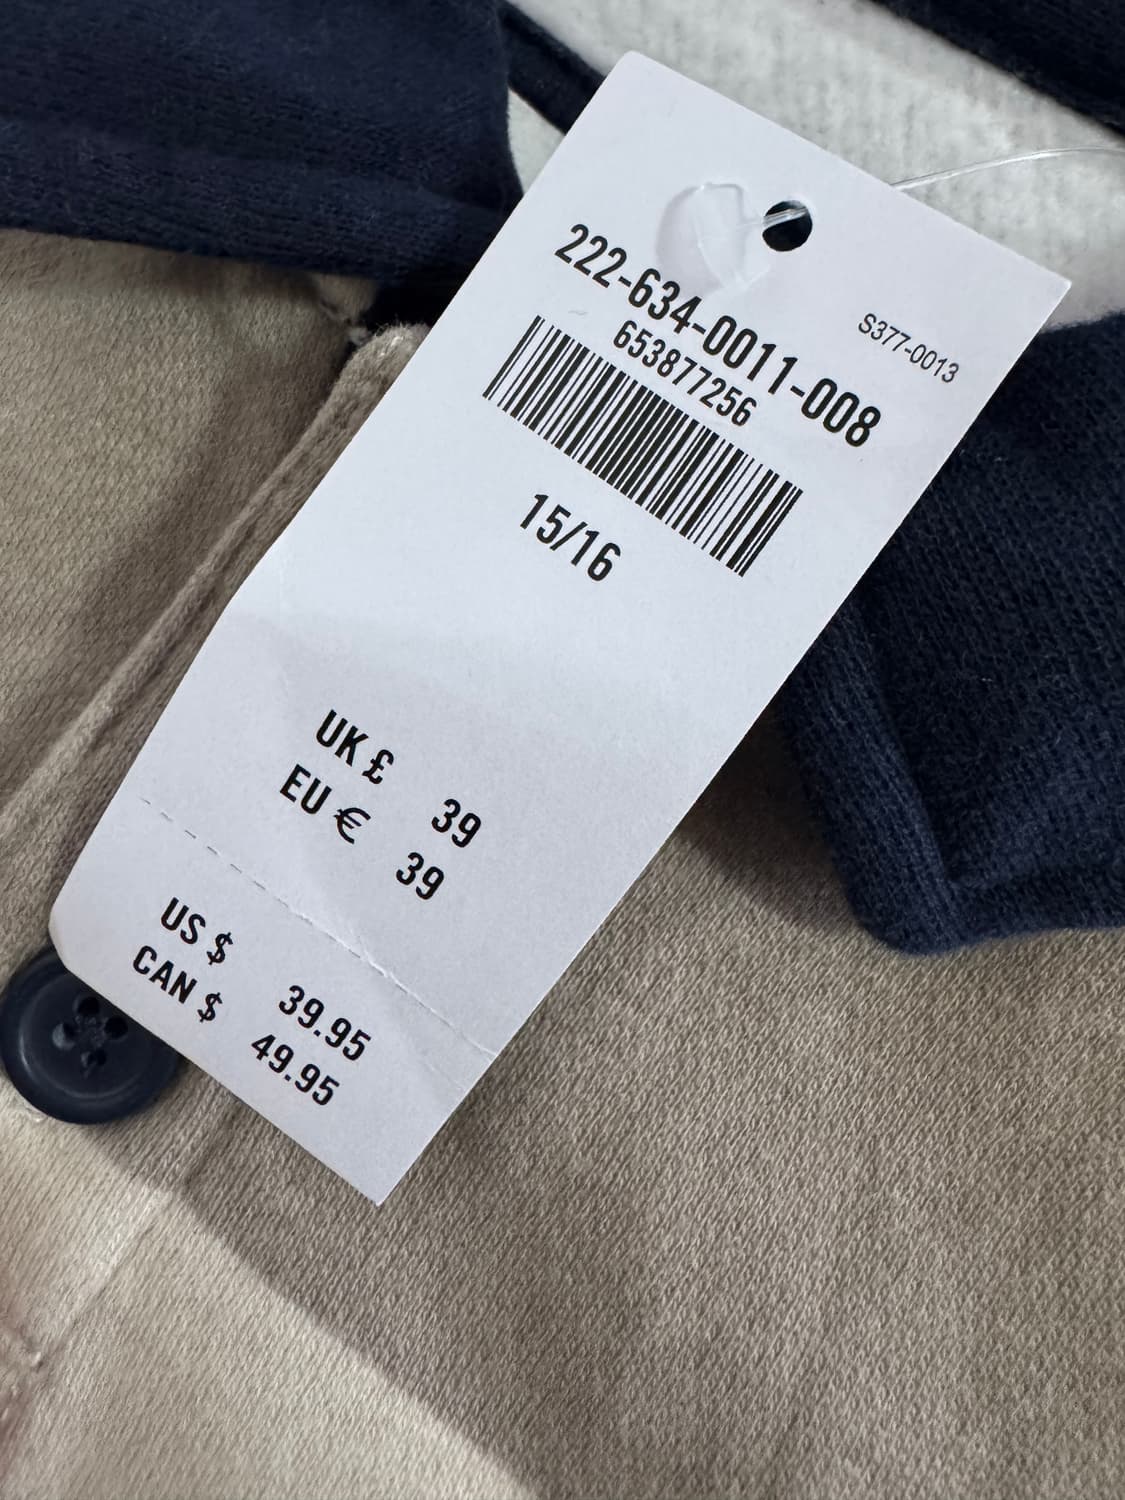 222-634-0011-008
S377-0013
653877256
15/16
UK £ 39
EU € 39
US $ 39.95
CAN $ 49.95